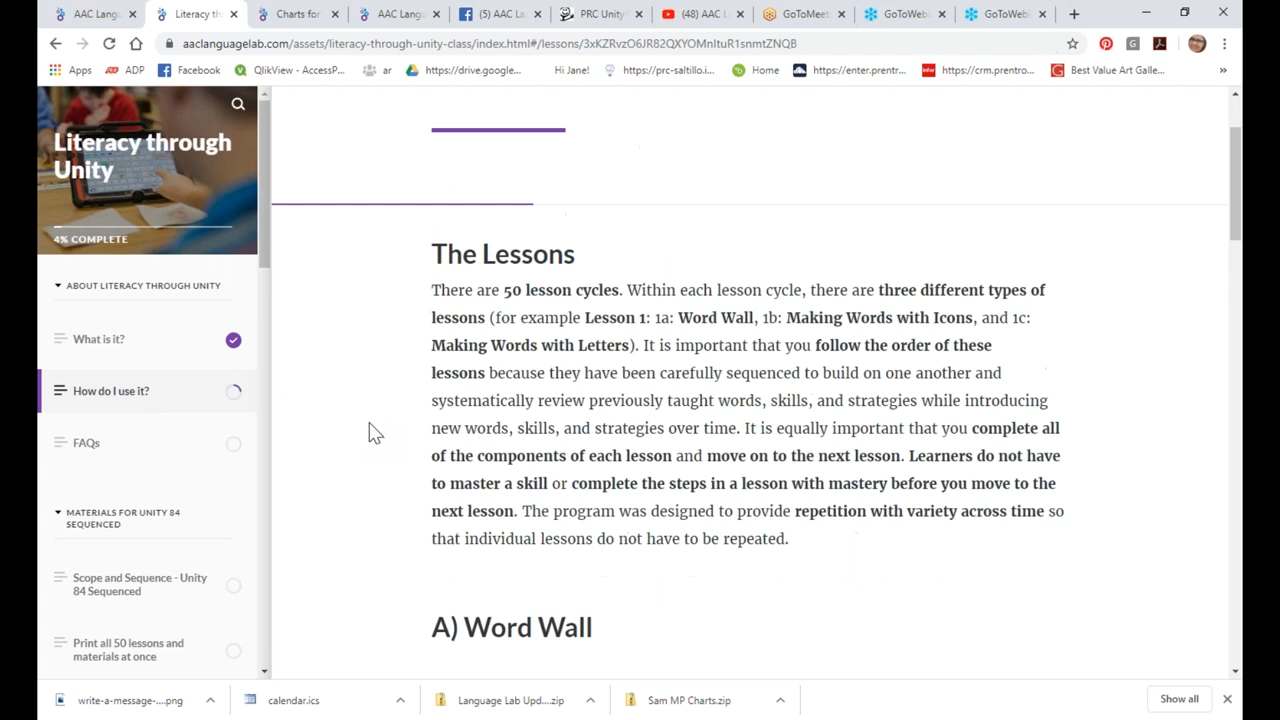 AAC Langu
Literacy th
Charts for
AAC Langu
(5) AAC La
PRC Unity
(48) AAC L
GoToMeet
GoToWebi
GoToWebi
aaclanguagelab.com/assets/literacy-through-unity-class/index.html#/lessons/3xKZRvzO6JR82QXYOMnItuR1snmtZNQB
Apps
ADP
Facebook
QlikView - AccessP...
ar
https://drive.google...
Hi Jane!
https://prc-saltillo.i...
Home
https://enter.prentr...
https://crm.prentro...
Best Value Art Galle...
»
Literacy through
Unity
4% COMPLETE
ABOUT LITERACY THROUGH UNITY
What is it?
How do I use it?
FAQs
MATERIALS FOR UNITY 84
SEQUENCED
Scope and Sequence - Unity
84 Sequenced
Print all 50 lessons and
materials at once
The Lessons
There are 50 lesson cycles. Within each lesson cycle, there are three different types of
lessons (for example Lesson 1: 1a: Word Wall, 1b: Making Words with Icons, and 1c:
Making Words with Letters). It is important that you follow the order of these
lessons because they have been carefully sequenced to build on one another and
systematically review previously taught words, skills, and strategies while introducing
new words, skills, and strategies over time. It is equally important that you complete all
of the components of each lesson and move on to the next lesson. Learners do not have
to master a skill or complete the steps in a lesson with mastery before you move to the
next lesson. The program was designed to provide repetition with variety across time so
that individual lessons do not have to be repeated.
A) Word Wall
write-a-message-....png
calendar.ics
Language Lab Upd....zip
Sam MP Charts.zip
Show all